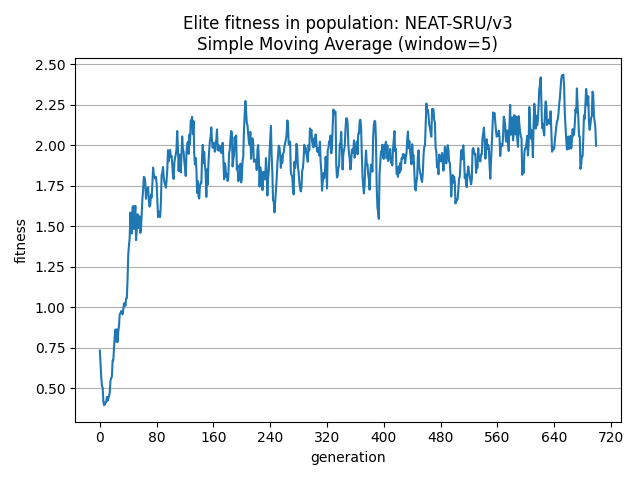 Elite fitness in population: NEAT-SRU/v3
Simple Moving Average (window=5)
2.50
2.25
2.00
1.75
1.50
1.25
1.00
0.75
0.50
fitness
0 80 160 240 320 400 480 560 640 720
generation